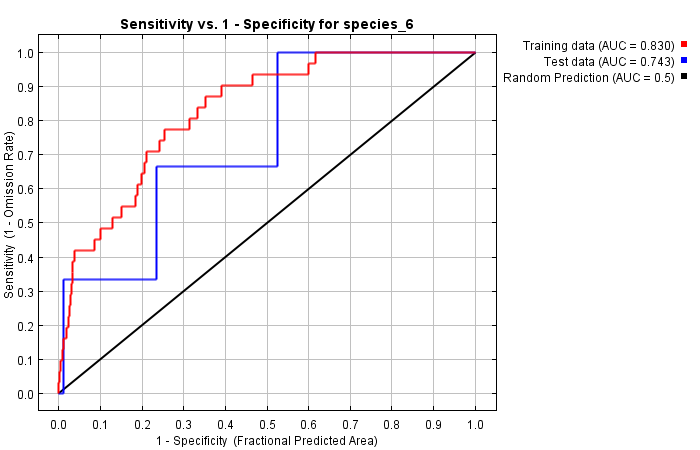 Sensitivity vs. 1 - Specificity for species_6
Training data (AUC = 0.830)
Test data (AUC = 0.743)
Random Prediction (AUC = 0.5)
Sensitivity (1 - Omission Rate)
1.0
0.9
0.8
0.7
0.6
0.5
0.4
0.3
0.2
0.1
0.0
0.0 0.1 0.2 0.3 0.4 0.5 0.6 0.7 0.8 0.9 1.0
1 - Specificity (Fractional Predicted Area)